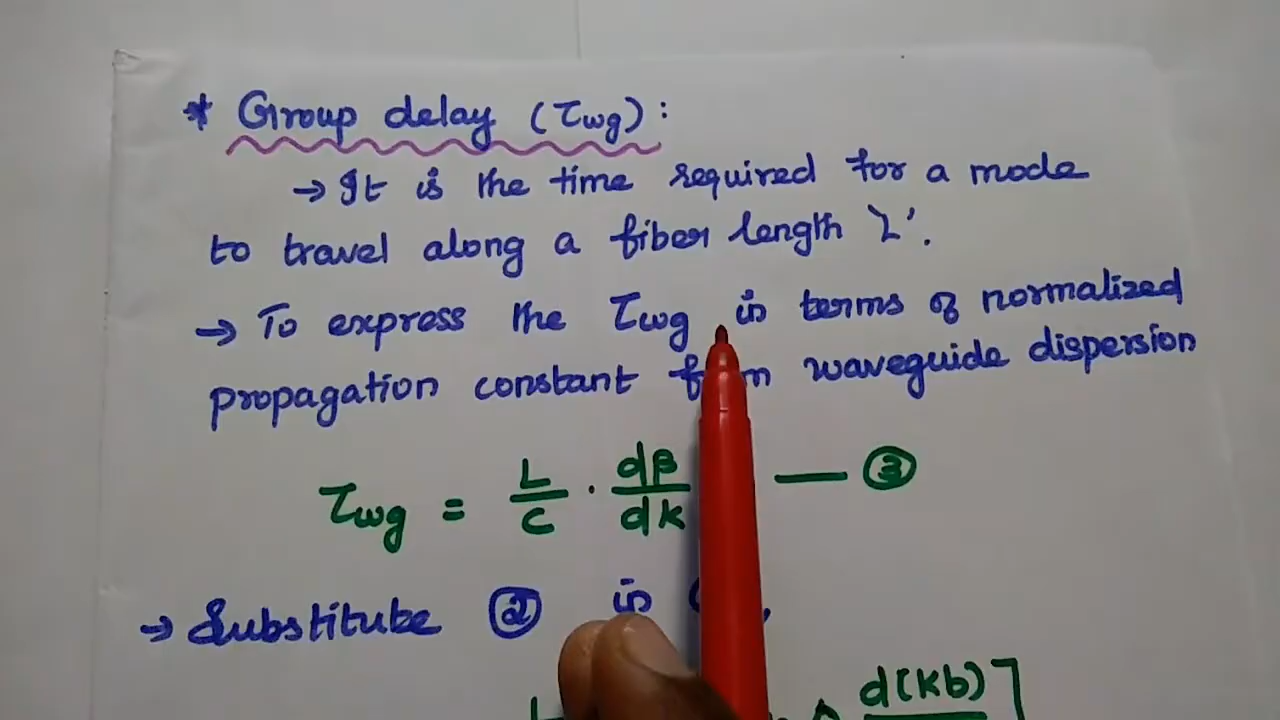 * Group delay (τwg) :
→ It is the time required for a mode
to travel along a fiber length 'L'.
→ To express the τwg in terms of normalized
propagation constant waveguide dispersion
τwg = L/c · dβ/dk — ③
→ Substitute ② in
d(kb) ]